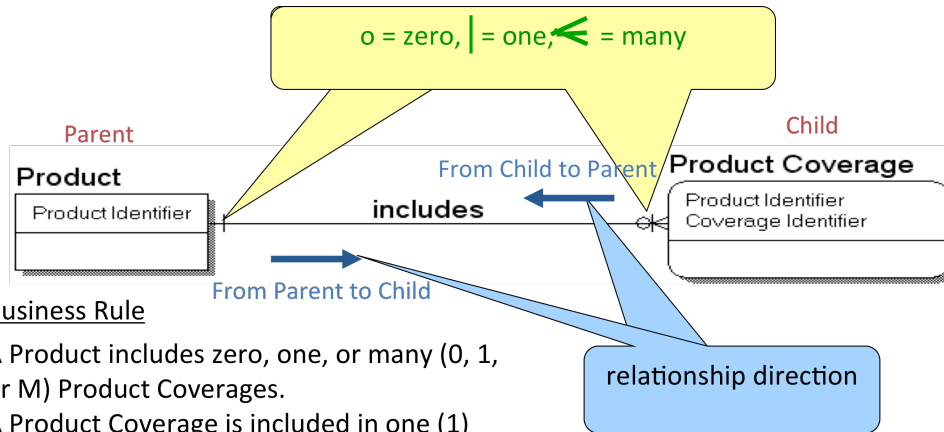 o = zero, | = one, = many
Parent
Child
Product
Product Identifier
From Child to Parent
includes
Product Coverage
Product Identifier
Coverage Identifier
From Parent to Child
usiness Rule
Product includes zero, one, or many (0, 1,
r M) Product Coverages.
Product Coverage is included in one (1)
relationship direction